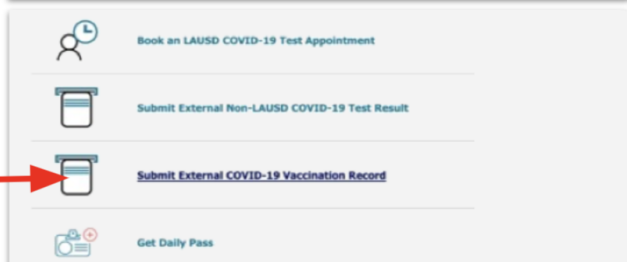 Book an LAUSD COVID-19 Test Appointment
Submit External Non-LAUSD COVID-19 Test Result
Submit External COVID-19 Vaccination Record
Get Daily Pass